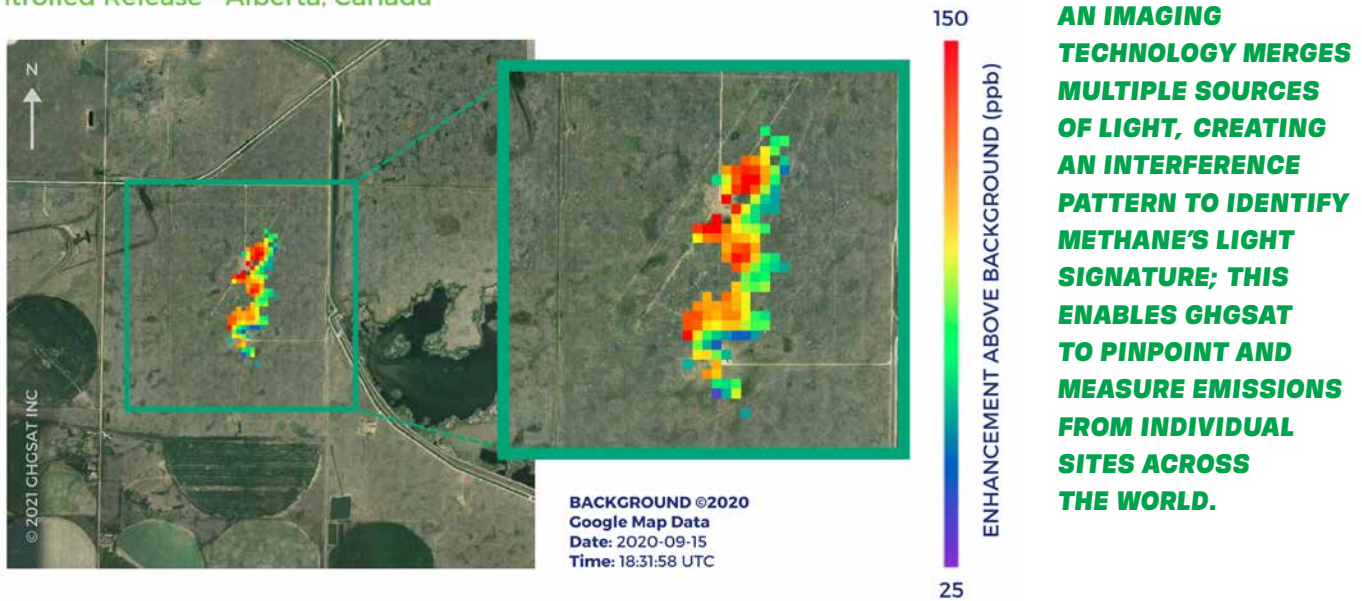 Release - Alberta, Canada
150
N
© 2021 GHGSAT INC
ENHANCEMENT ABOVE BACKGROUND (ppb)
BACKGROUND ©2020
Google Map Data
Date: 2020-09-15
Time: 18:31:58 UTC
25
AN IMAGING
TECHNOLOGY MERGES
MULTIPLE SOURCES
OF LIGHT, CREATING
AN INTERFERENCE
PATTERN TO IDENTIFY
METHANE'S LIGHT
SIGNATURE; THIS
ENABLES GHGSAT
TO PINPOINT AND
MEASURE EMISSIONS
FROM INDIVIDUAL
SITES ACROSS
THE WORLD.